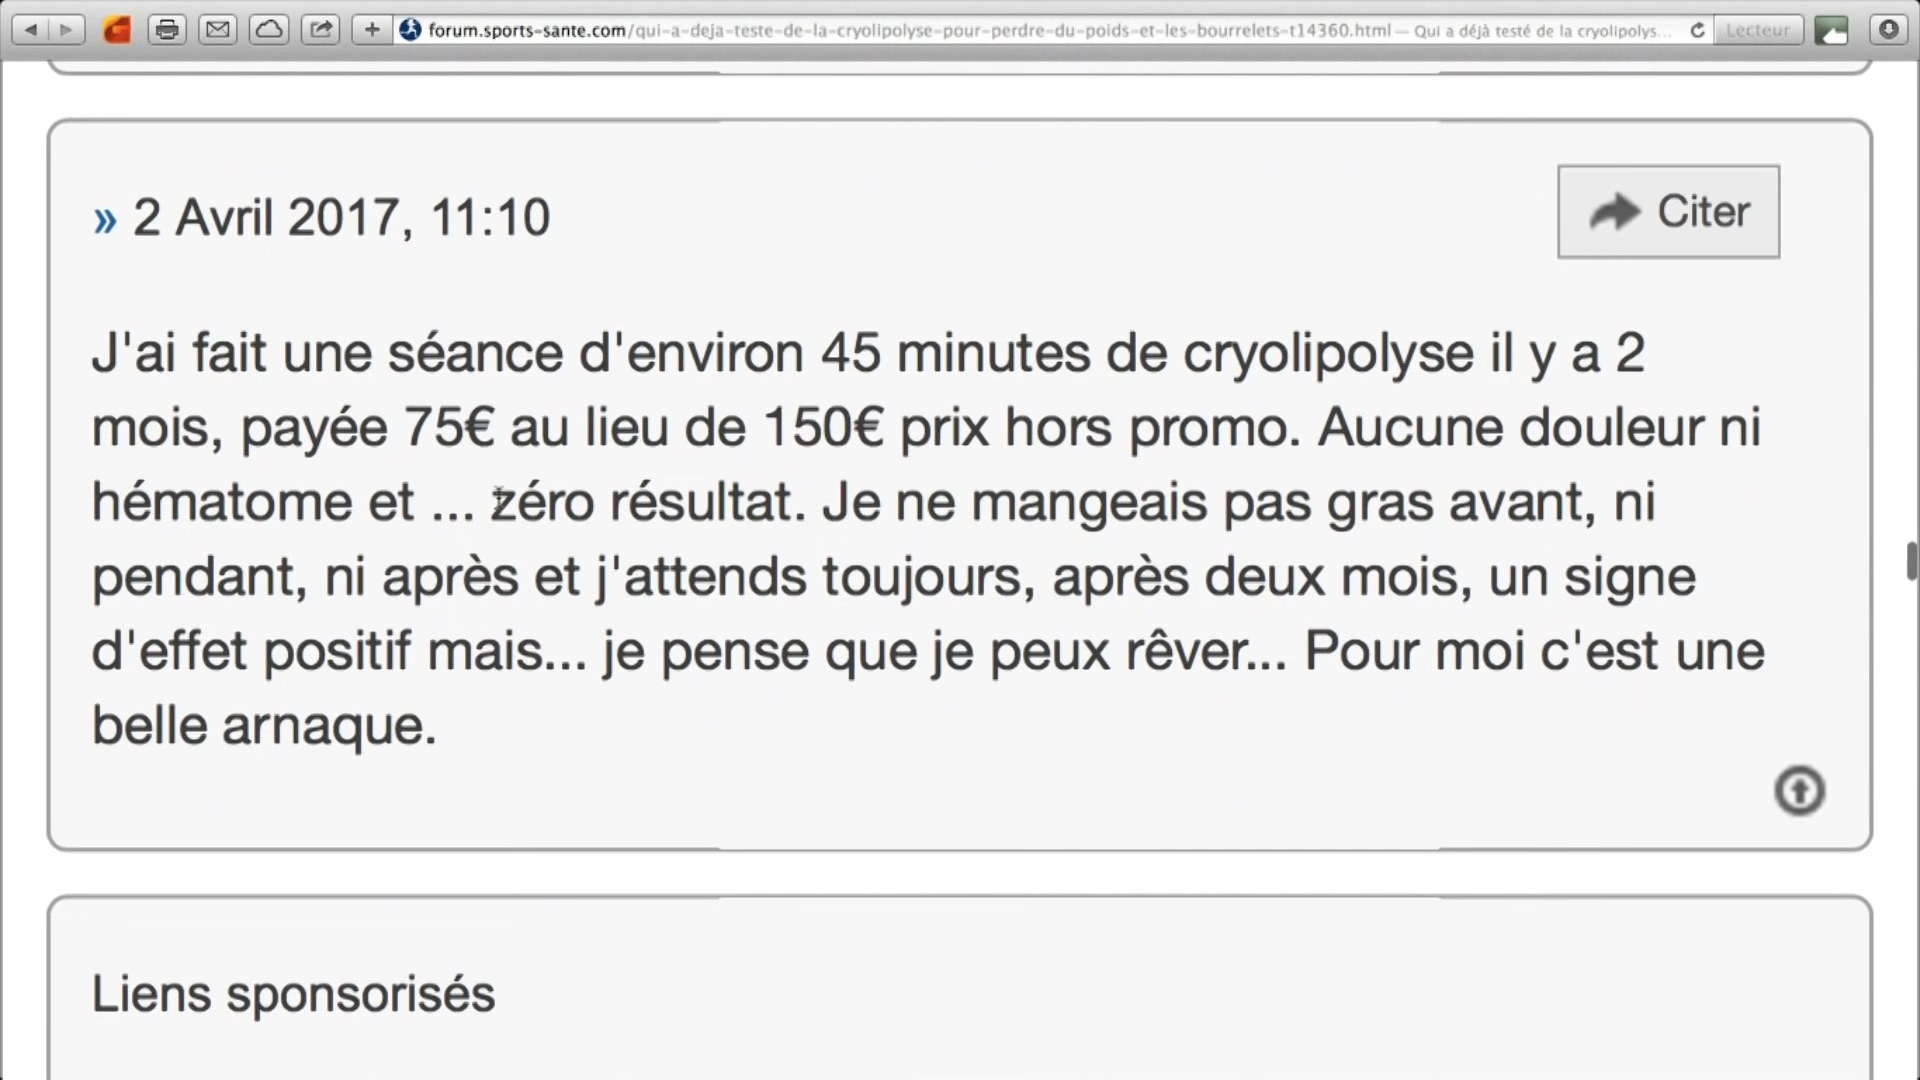 forum.sports-sante.com/qui-a-deja-teste-de-la-cryolipolyse-pour-perdre-du-poids-et-les-bourrelets-t14360.html — Qui a déjà testé de la cryolipolys... Lecteur
» 2 Avril 2017, 11:10
Citer
J'ai fait une séance d'environ 45 minutes de cryolipolyse il y a 2
mois, payée 75€ au lieu de 150€ prix hors promo. Aucune douleur ni
hématome et ... zéro résultat. Je ne mangeais pas gras avant, ni
pendant, ni après et j'attends toujours, après deux mois, un signe
d'effet positif mais... je pense que je peux rêver... Pour moi c'est une
belle arnaque.
Liens sponsorisés